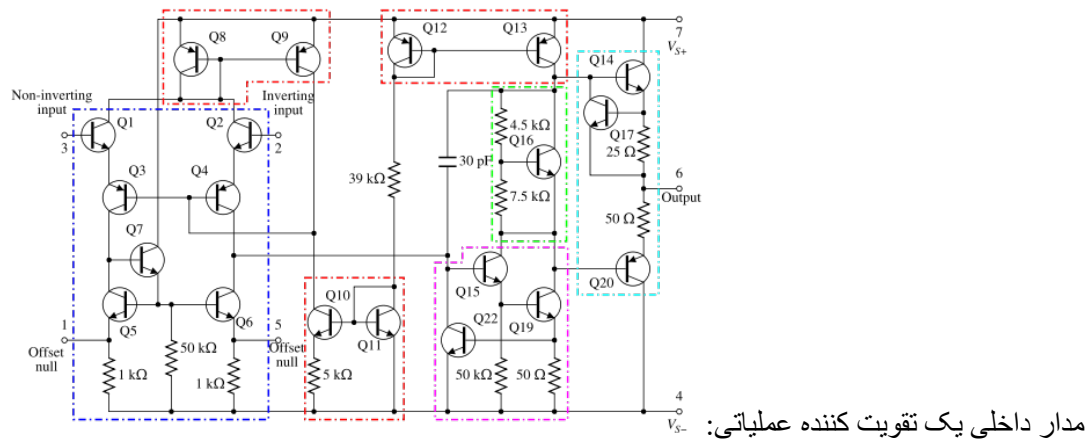 Q8
Q9
Q12
Q13
7
V_S+
Q14
Non-inverting
input
Inverting
input
Q1
Q2
3
2
4.5 kΩ
Q16
Q17
25 Ω
30 pF
Q3
Q4
39 kΩ
6
Output
7.5 kΩ
50 Ω
Q7
Q15
Q20
Q10
1
Q5
Q6
5
Q22
Q19
Offset
null
50 kΩ
Offset
null
Q11
1 kΩ
1 kΩ
5 kΩ
50 kΩ
50 Ω
4
V_S−
مدار داخلی یک تقویت کننده عملیاتی: